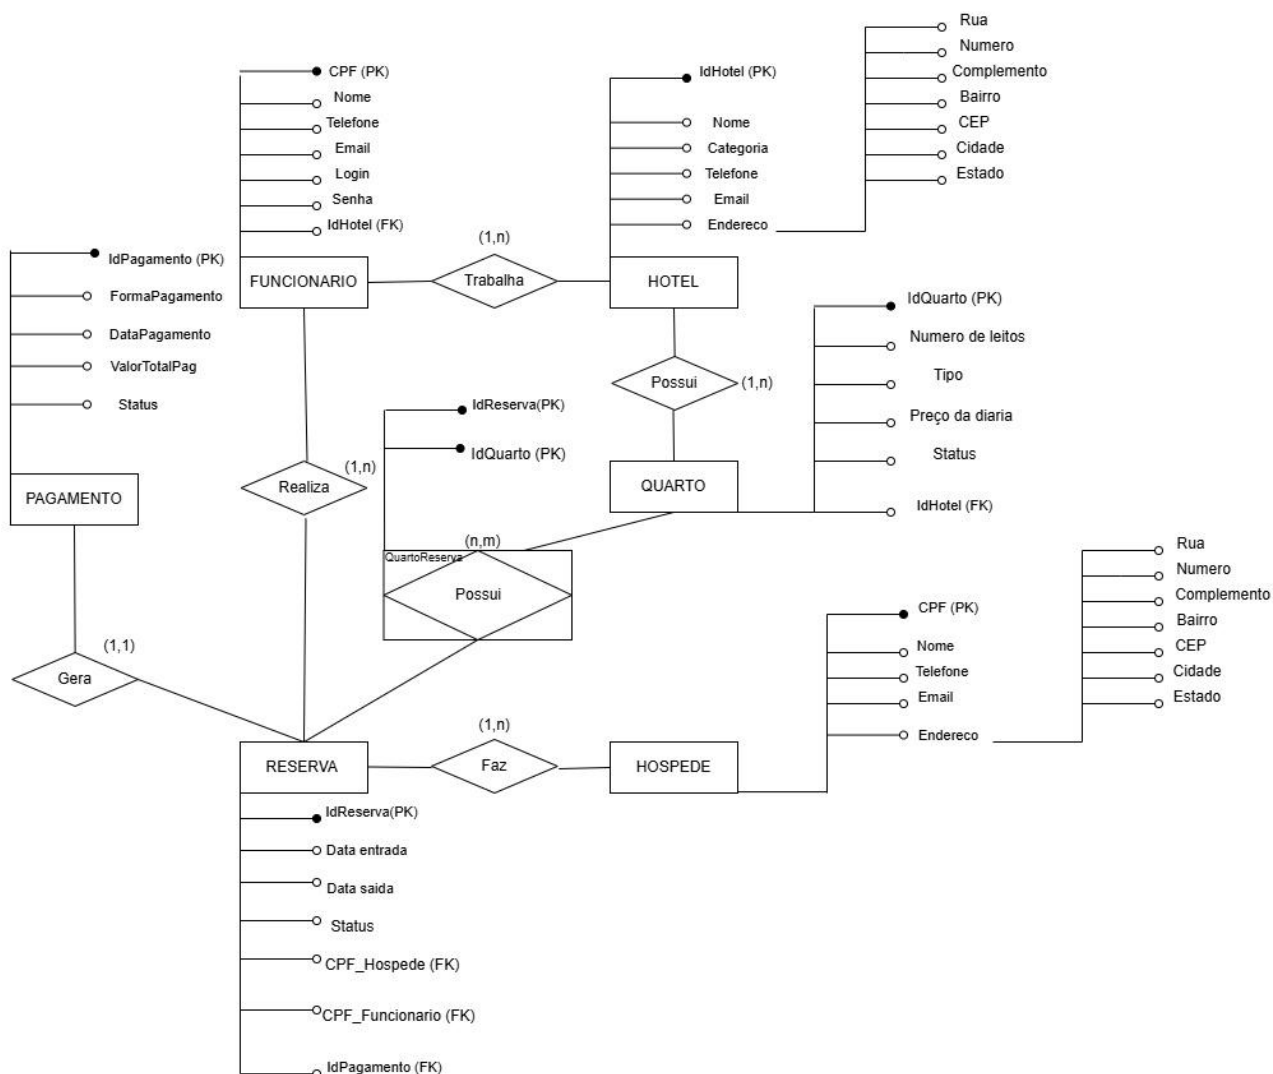 Rua
Numero
Complemento
Bairro
CEP
Cidade
Estado
CPF (PK)
Nome
Telefone
Email
Login
Senha
IdHotel (FK)
IdHotel (PK)
Nome
Categoria
Telefone
Email
Endereco
IdPagamento (PK)
FormaPagamento
DataPagamento
ValorTotalPag
Status
FUNCIONARIO
(1,n)
Trabalha
HOTEL
IdQuarto (PK)
Numero de leitos
Tipo
Preço da diaria
Status
IdHotel (FK)
Possui
(1,n)
IdReserva(PK)
IdQuarto (PK)
(1,n)
Realiza
QUARTO
PAGAMENTO
(n,m)
QuartoReserva
Possui
Rua
Numero
Complemento
Bairro
CEP
Cidade
Estado
CPF (PK)
Nome
Telefone
Email
Endereco
(1,1)
Gera
RESERVA
(1,n)
Faz
HOSPEDE
IdReserva(PK)
Data entrada
Data saida
Status
CPF_Hospede (FK)
CPF_Funcionario (FK)
IdPagamento (FK)